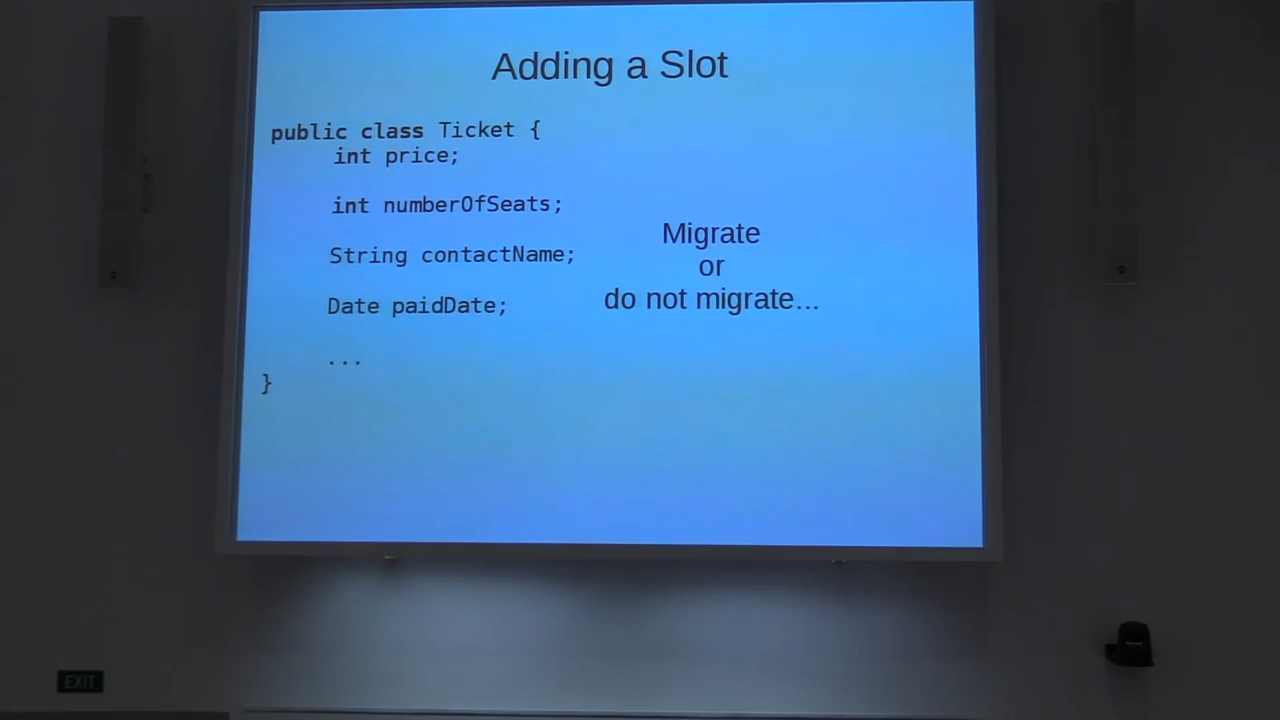 Adding a Slot
public class Ticket {
int price;
int numberOfSeats;
String contactName;
Date paidDate;
...
}
Migrate
or
do not migrate...
EXIT